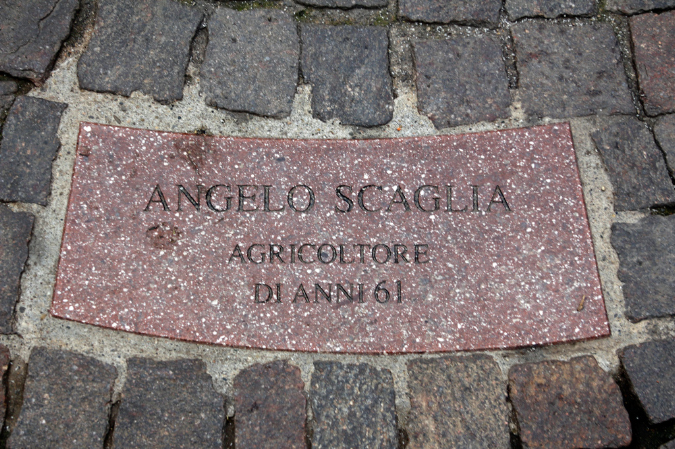 ANGELO SCAGLIA
AGRICOLTORE
DI ANNI 61